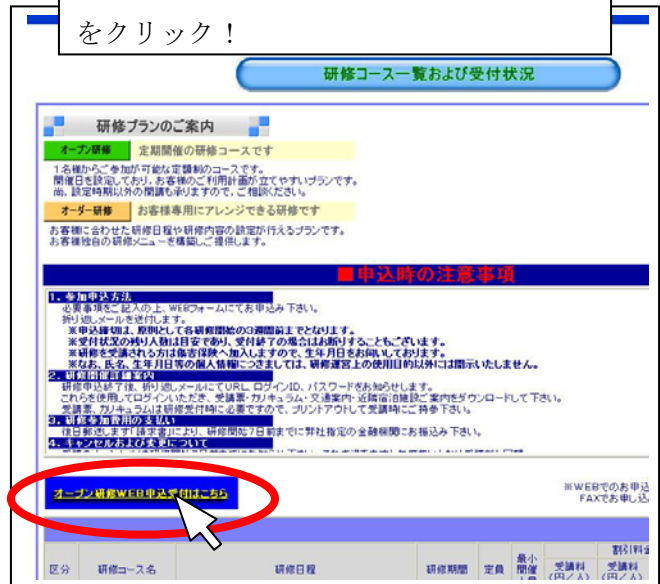 をクリック！
研修コース一覧および受付状況
研修プランのご案内
オープン研修 定期開催の研修コースです
１名様からご参加が可能な定額制のコースです。
開催日を設定しており、お客様のご利用計画が立てやすいプランです。
尚、設定時期以外の開講も承りますので、ご相談ください。
オーダー研修 お客様専用にアレンジできる研修です
お客様に合わせた研修日程や研修内容の設定が行えるプランです。
お客様独自の研修メニューを構築しご提供します。
■申込時の注意事項
１．参加申込方法
必要事項をご記入の上、WEBフォームにてお申込み下さい。
折り返しメールを送付します。
※申込締切は、原則として各研修開始の3週間前までとなります。
※受付状況の残り人数は目安であり、受付終了の場合はお断りすることもございます。
※研修を受講される方は傷害保険へ加入しますので、生年月日をお伺いしております。
※なお、氏名、生年月日等の個人情報につきましては、研修運営上の使用目的以外には開示いたしません。
２．研修開催詳細案内
研修申込終了後、折り返しメールにてURL、ログインID、パスワードをお知らせします。
これらを使用してログインいただき、受講票・カリキュラム・交通案内・近隣宿泊施設ご案内をダウンロードして下さい。
受講票、カリキュラムは研修受付時に必要ですので、プリントアウトして受講時にご持参下さい。
３．研修参加費用の支払い
後日郵送します「請求書」により、研修開始7日前までに弊社指定の金融機関にお振込み下さい。
４．キャンセルおよび変更について
オープン研修WEB申込受付はこちら
※WEBでのお申込
FAXでお申し込
割引料金
区分 研修コース名 研修日程 研修期間 定員 最小開催 受講料(円／人) 受講料(円／人)